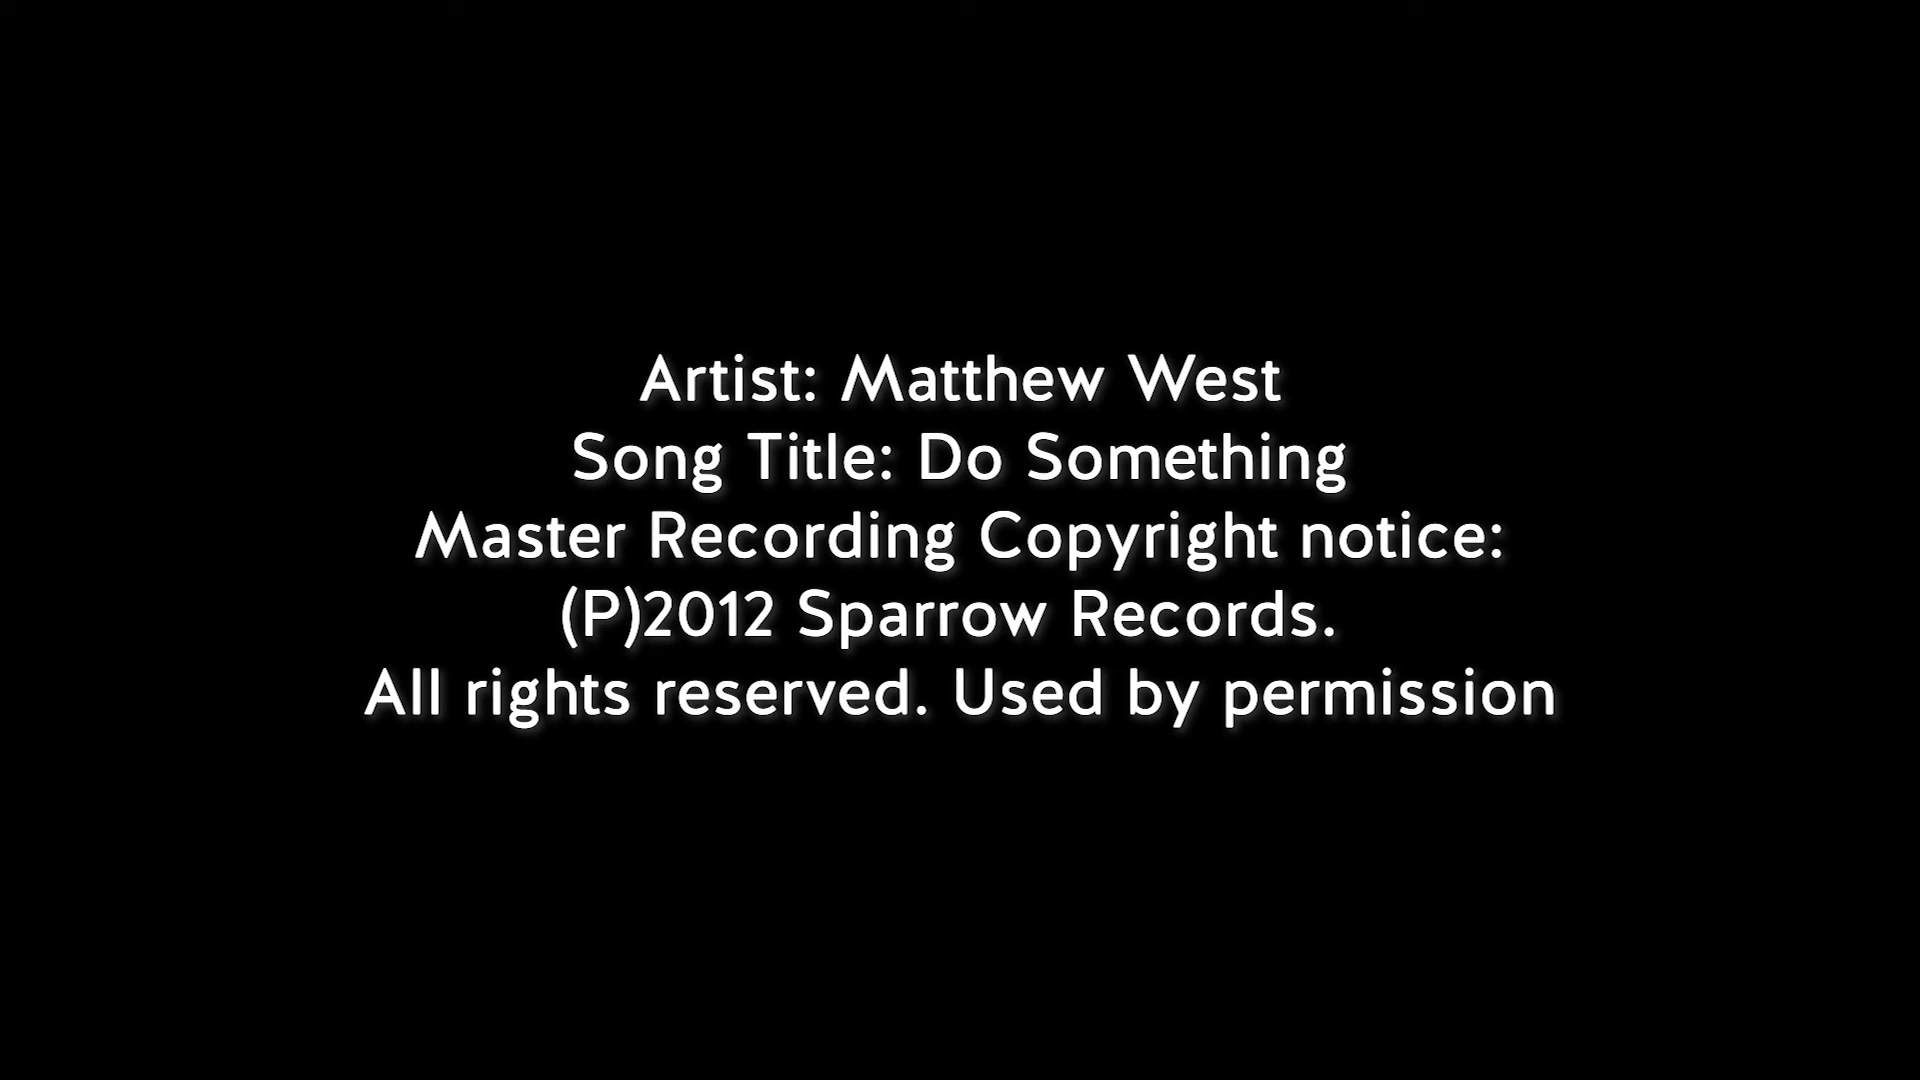 Artist: Matthew West
Song Title: Do Something
Master Recording Copyright notice:
(P)2012 Sparrow Records.
All rights reserved. Used by permission